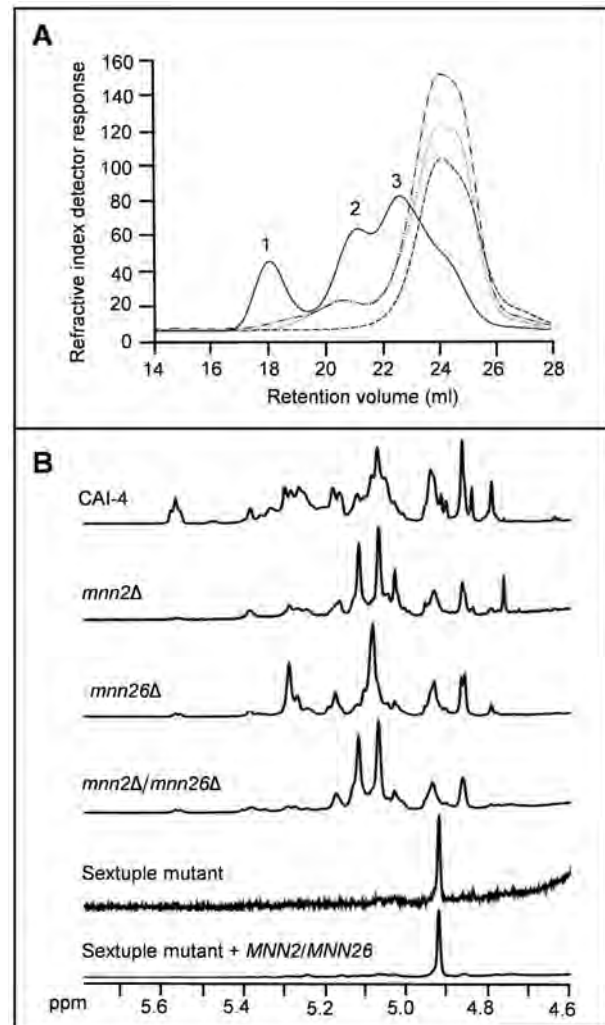 A
Refractive index detector response
160
140
120
100
80
60
40
20
0
1
2
3
14 16 18 20 22 24 26 28
Retention volume (ml)
B
CAI-4
mnn2Δ
mnn26Δ
mnn2Δ/mnn26Δ
Sextuple mutant
Sextuple mutant + MNN2/MNN26
ppm 5.6 5.4 5.2 5.0 4.8 4.6